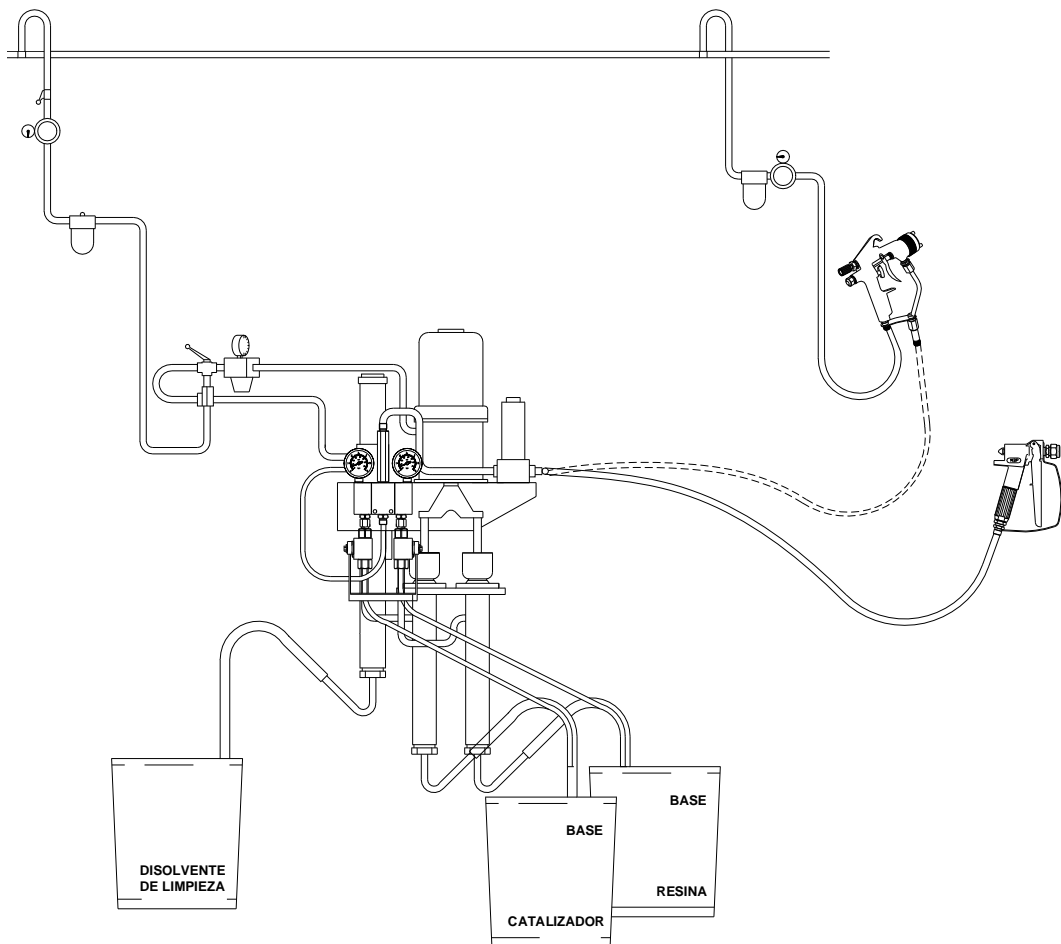 BASE
BASE
DISOLVENTE
DE LIMPIEZA
RESINA
CATALIZADOR